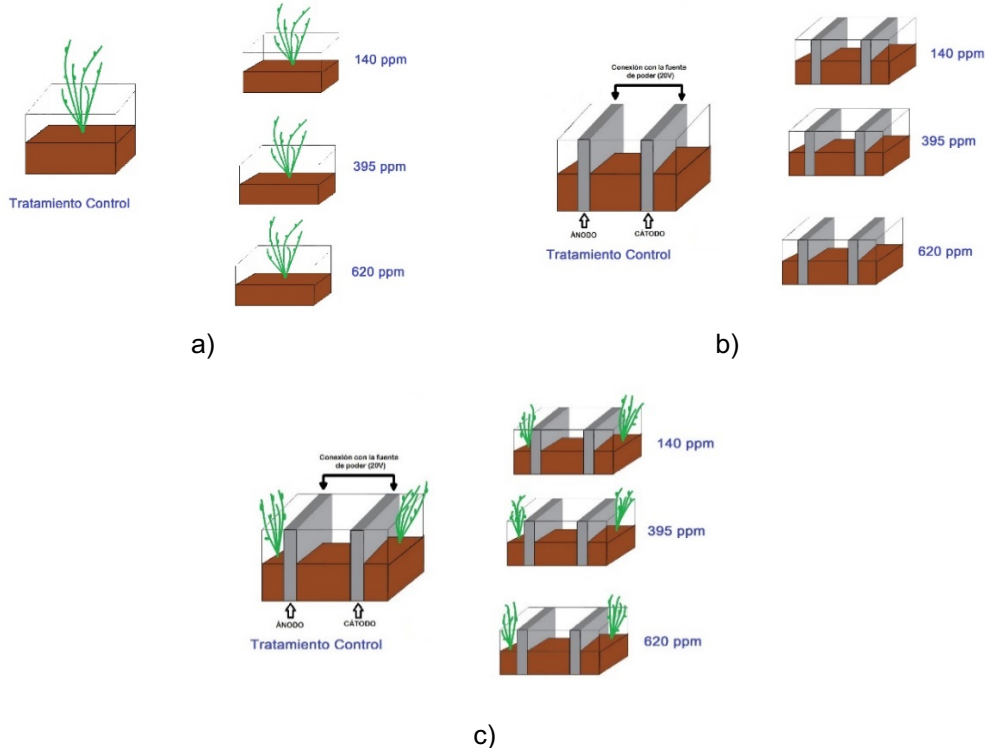 140 ppm
395 ppm
Tratamiento Control
620 ppm
a)
Conexión con la fuente
de poder (20V)
140 ppm
395 ppm
ÁNODO
CÁTODO
Tratamiento Control
620 ppm
b)
Conexión con la fuente
de poder (20V)
140 ppm
395 ppm
ÁNODO
CÁTODO
Tratamiento Control
620 ppm
c)